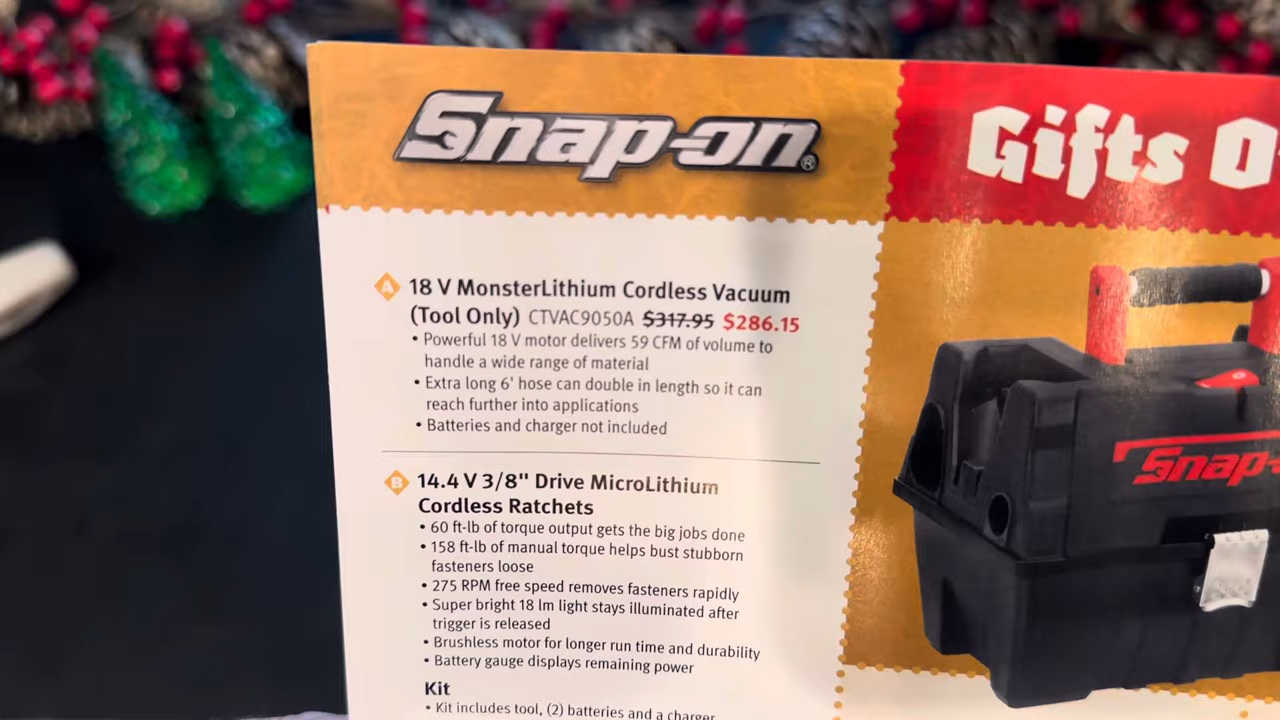 Snap-on®
Gifts O
A 18 V MonsterLithium Cordless Vacuum
(Tool Only) CTVAC9050A $317.95 $286.15
• Powerful 18 V motor delivers 59 CFM of volume to
handle a wide range of material
• Extra long 6' hose can double in length so it can
reach further into applications
• Batteries and charger not included
B 14.4 V 3/8" Drive MicroLithium
Cordless Ratchets
• 60 ft-lb of torque output gets the big jobs done
• 158 ft-lb of manual torque helps bust stubborn
fasteners loose
• 275 RPM free speed removes fasteners rapidly
• Super bright 18 lm light stays illuminated after
trigger is released
• Brushless motor for longer run time and durability
• Battery gauge displays remaining power
Kit
• Kit includes tool, (2) batteries and a charger
Snap-